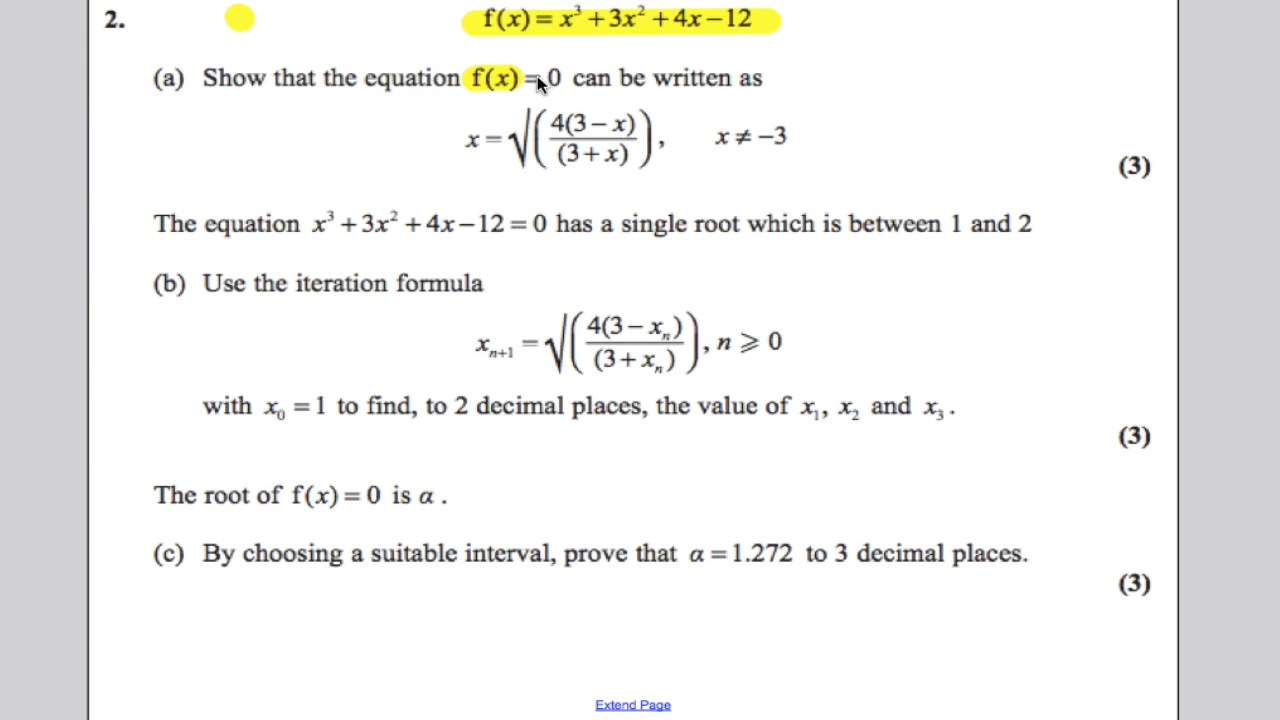 2. f(x) = x³ + 3x² + 4x − 12
(a) Show that the equation f(x) = 0 can be written as
x = √(4(3 − x)/(3 + x)), x ≠ −3
(3)
The equation x³ + 3x² + 4x − 12 = 0 has a single root which is between 1 and 2
(b) Use the iteration formula
xₙ₊₁ = √(4(3 − xₙ)/(3 + xₙ)), n ⩾ 0
with x₀ = 1 to find, to 2 decimal places, the value of x₁, x₂ and x₃.
(3)
The root of f(x) = 0 is α.
(c) By choosing a suitable interval, prove that α = 1.272 to 3 decimal places.
(3)
Extend Page